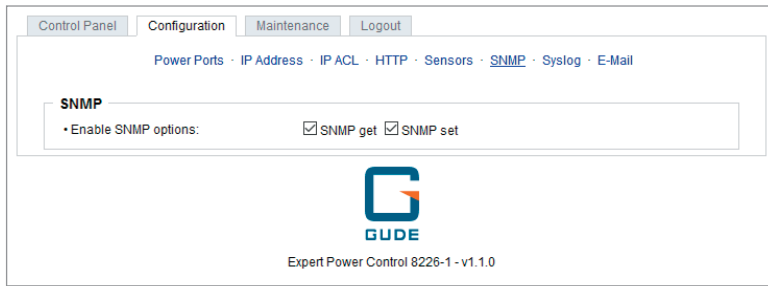 Control Panel Configuration Maintenance Logout
Power Ports · IP Address · IP ACL · HTTP · Sensors · SNMP · Syslog · E-Mail
SNMP
• Enable SNMP options: SNMP get SNMP set
GUDE
Expert Power Control 8226-1 - v1.1.0